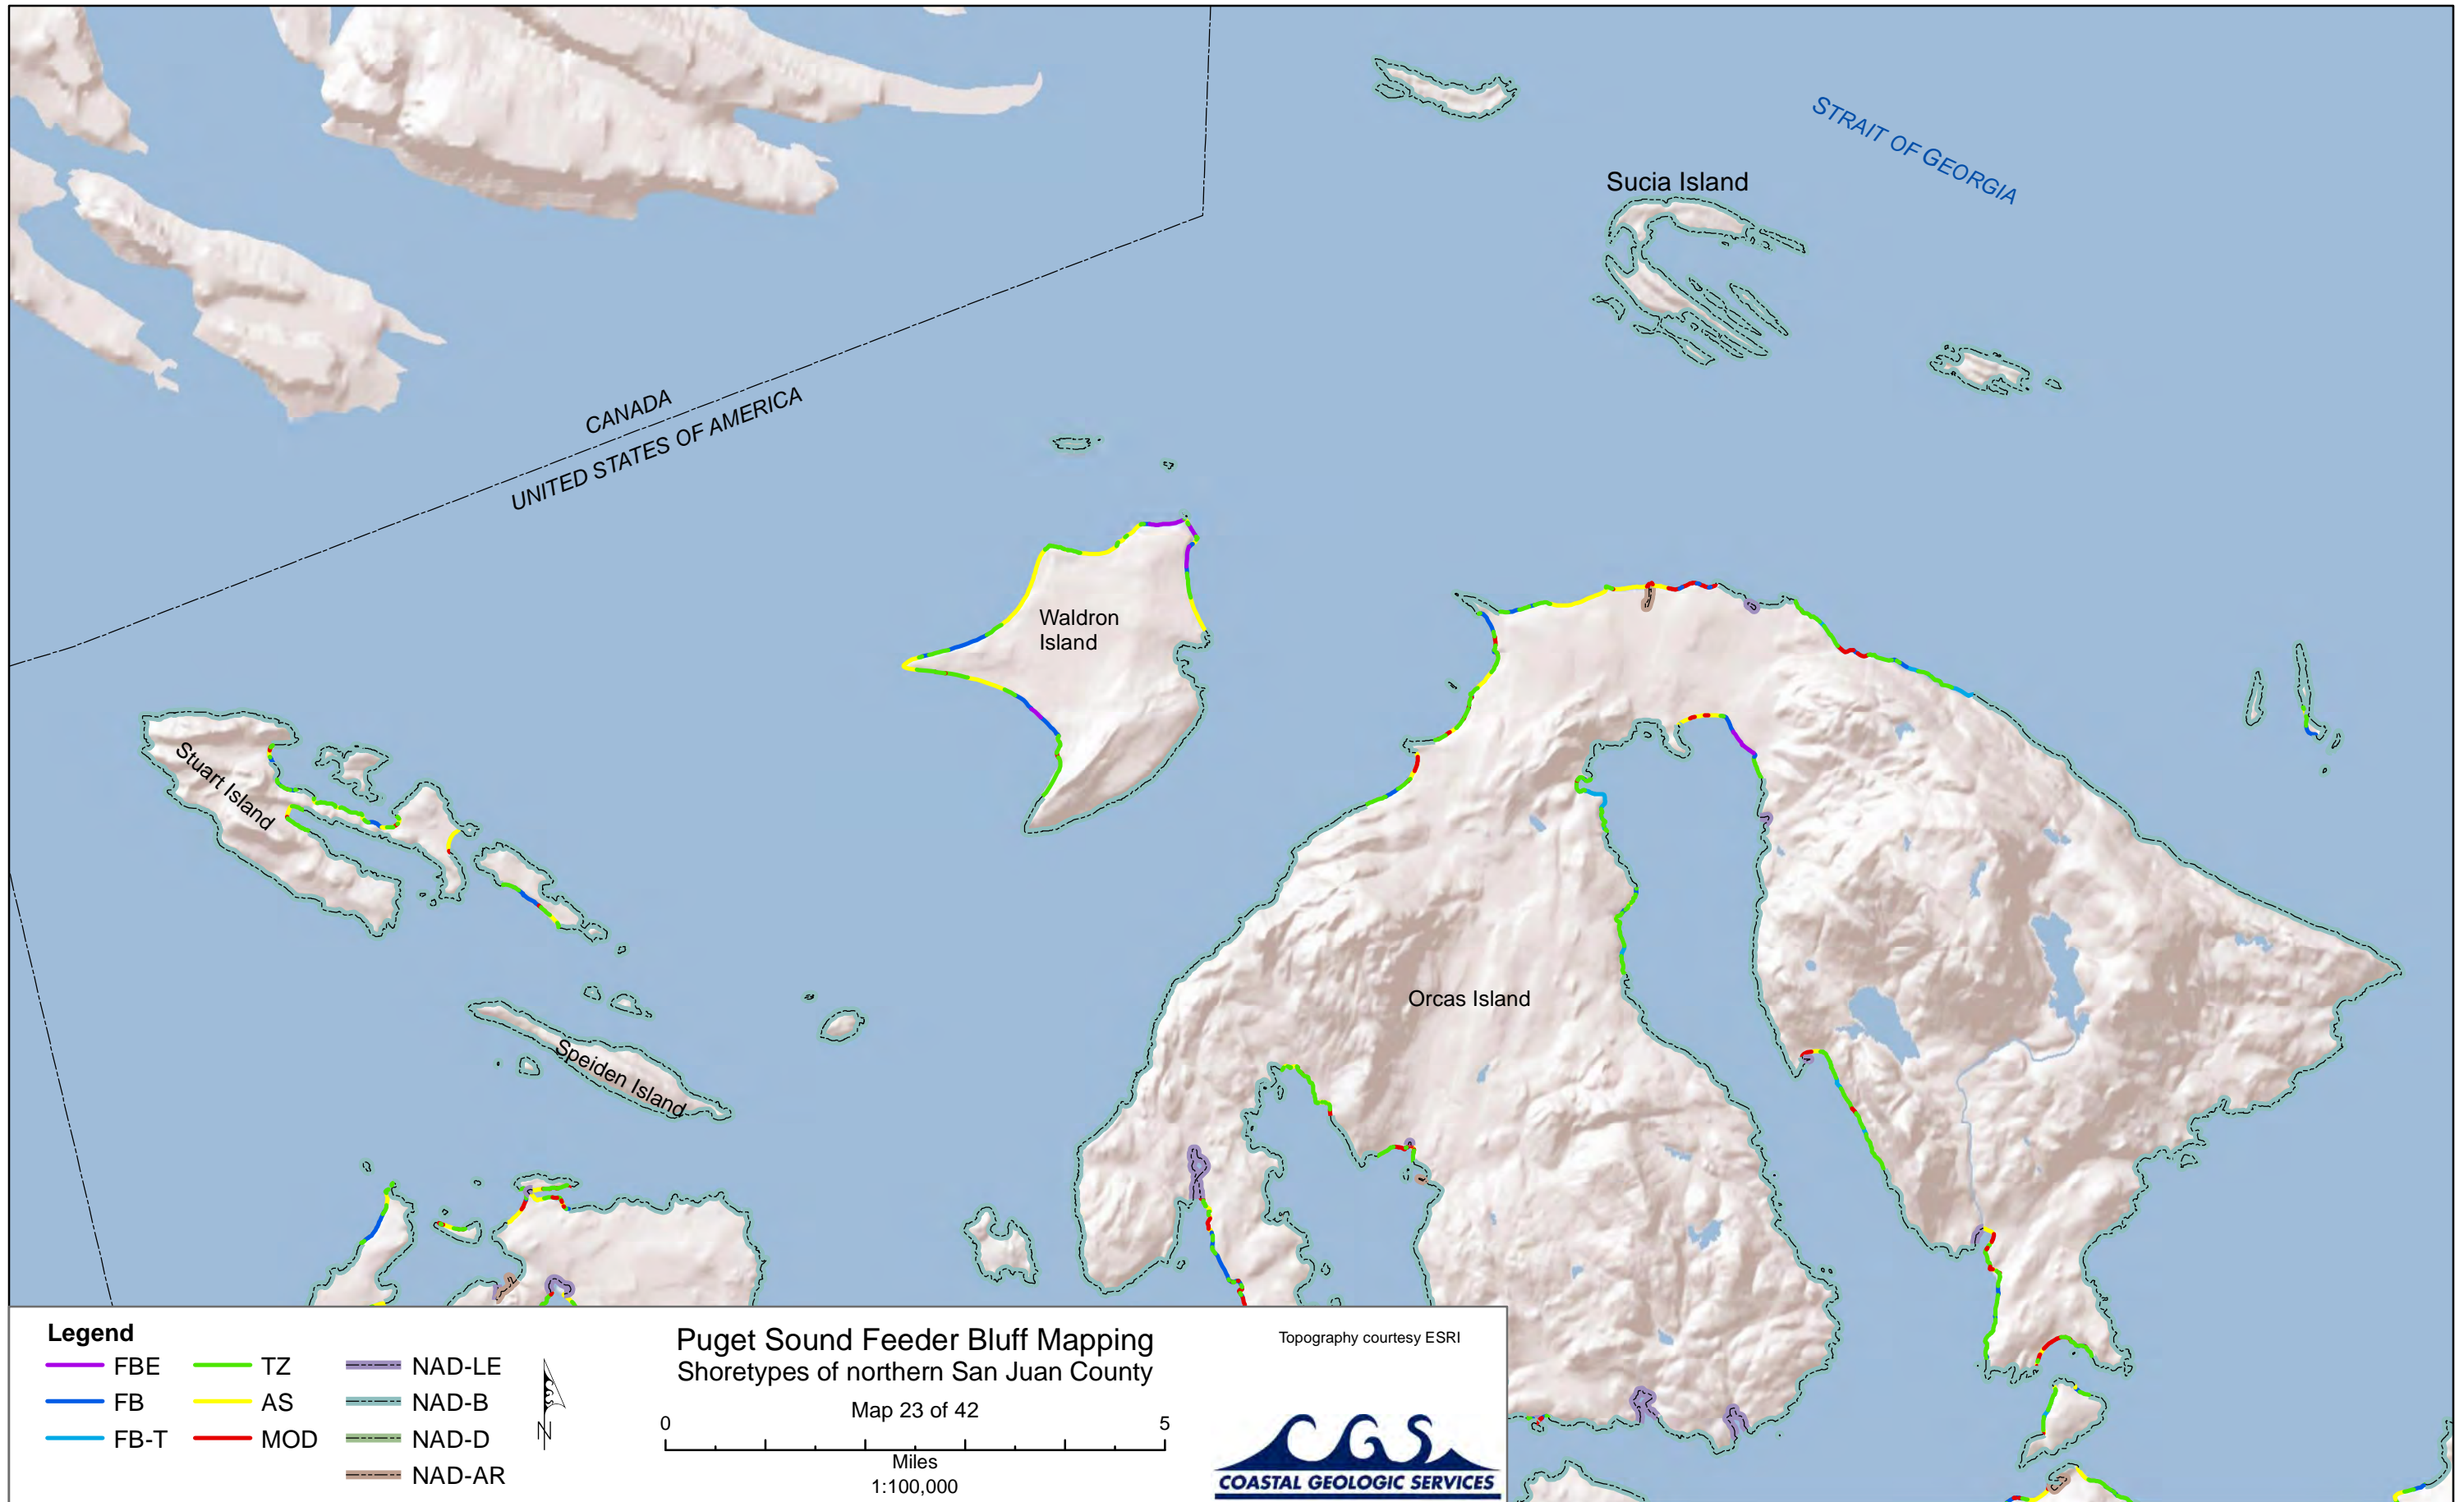 STRAIT OF GEORGIA
Sucia Island
CANADA
UNITED STATES OF AMERICA
Waldron
Island
Stuart Island
Orcas Island
Speiden Island
Legend
FBE
FB
FB-T
TZ
AS
MOD
NAD-LE
NAD-B
NAD-D
NAD-AR
N
Puget Sound Feeder Bluff Mapping
Shoretypes of northern San Juan County
Map 23 of 42
0 5
Miles
1:100,000
Topography courtesy ESRI
CGS
COASTAL GEOLOGIC SERVICES